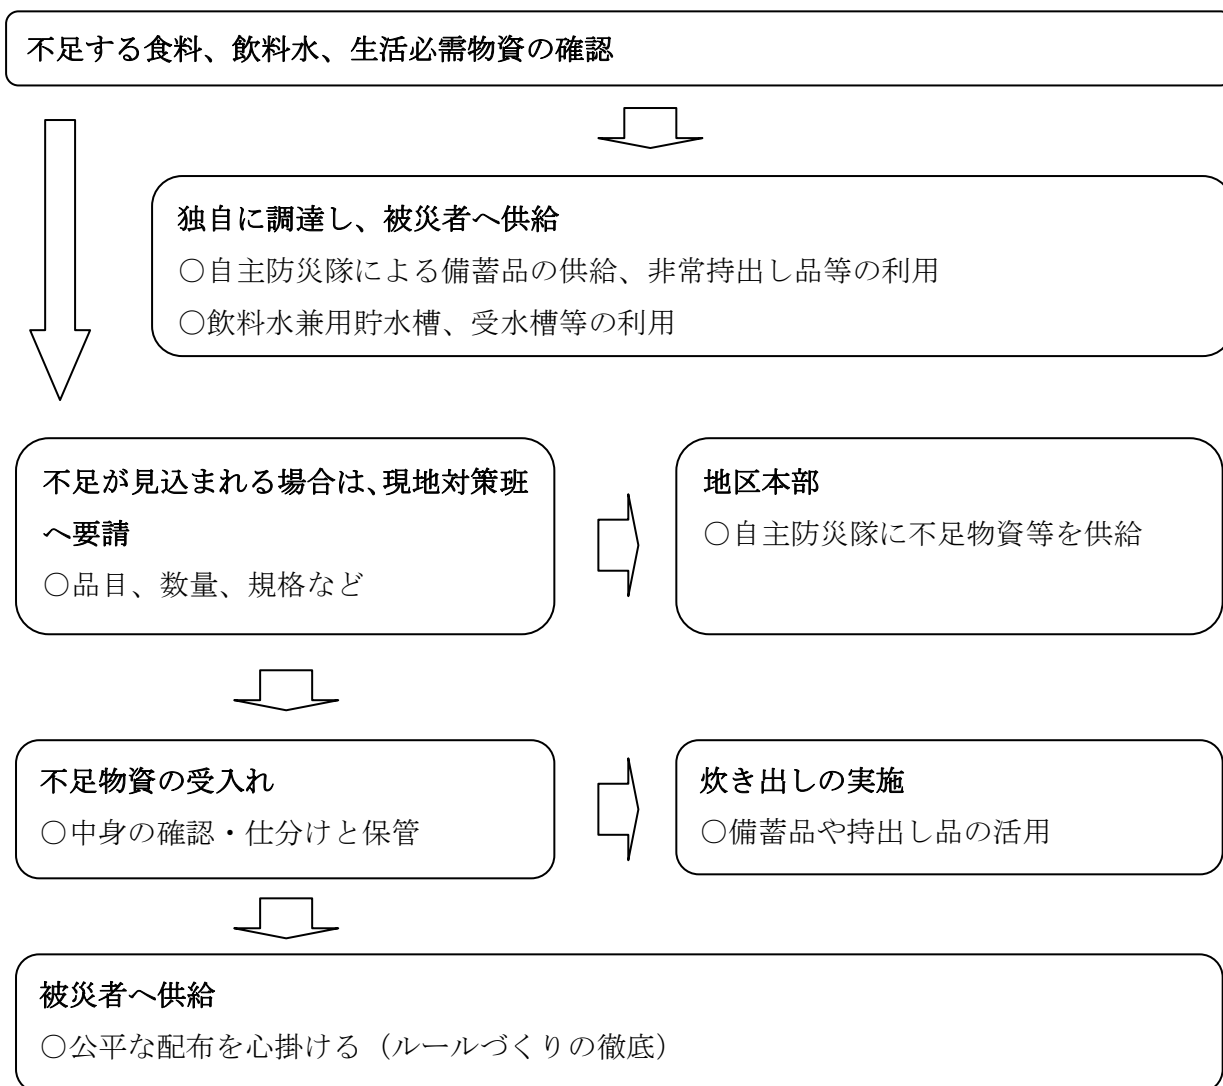 不足する食料、飲料水、生活必需物資の確認
独自に調達し、被災者へ供給
○自主防災隊による備蓄品の供給、非常持出し品等の利用
○飲料水兼用貯水槽、受水槽等の利用
不足が見込まれる場合は、現地対策班
へ要請
○品目、数量、規格など
地区本部
○自主防災隊に不足物資等を供給
不足物資の受入れ
○中身の確認・仕分けと保管
炊き出しの実施
○備蓄品や持出し品の活用
被災者へ供給
○公平な配布を心掛ける（ルールづくりの徹底）